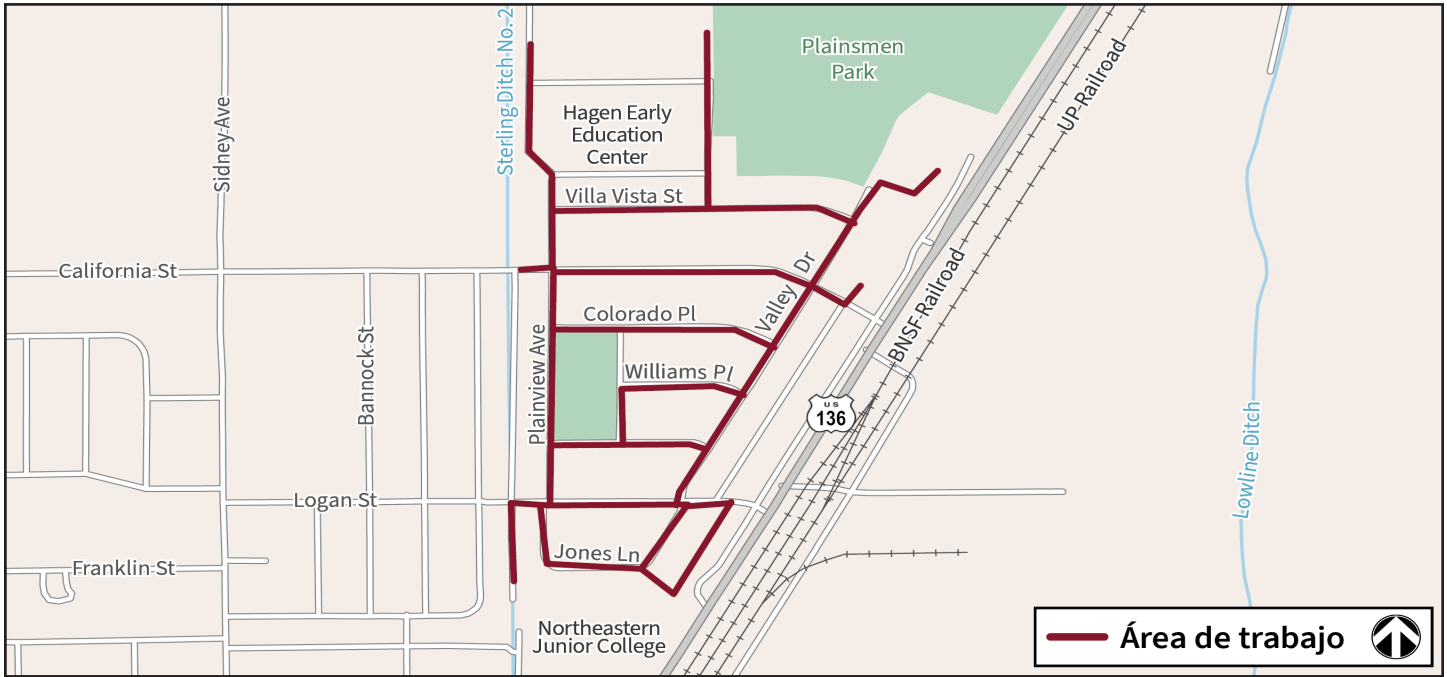 Sterling Ditch No. 2
Plainsmen
Park
UP Railroad
Sidney Ave
Hagen Early
Education
Center
Villa Vista St
California St
Valley Dr
BNSF Railroad
Colorado Pl
Bannock St
Plainview Ave
Williams Pl
US
136
Lowline Ditch
Logan St
Jones Ln
Franklin St
Northeastern
Junior College
Área de trabajo